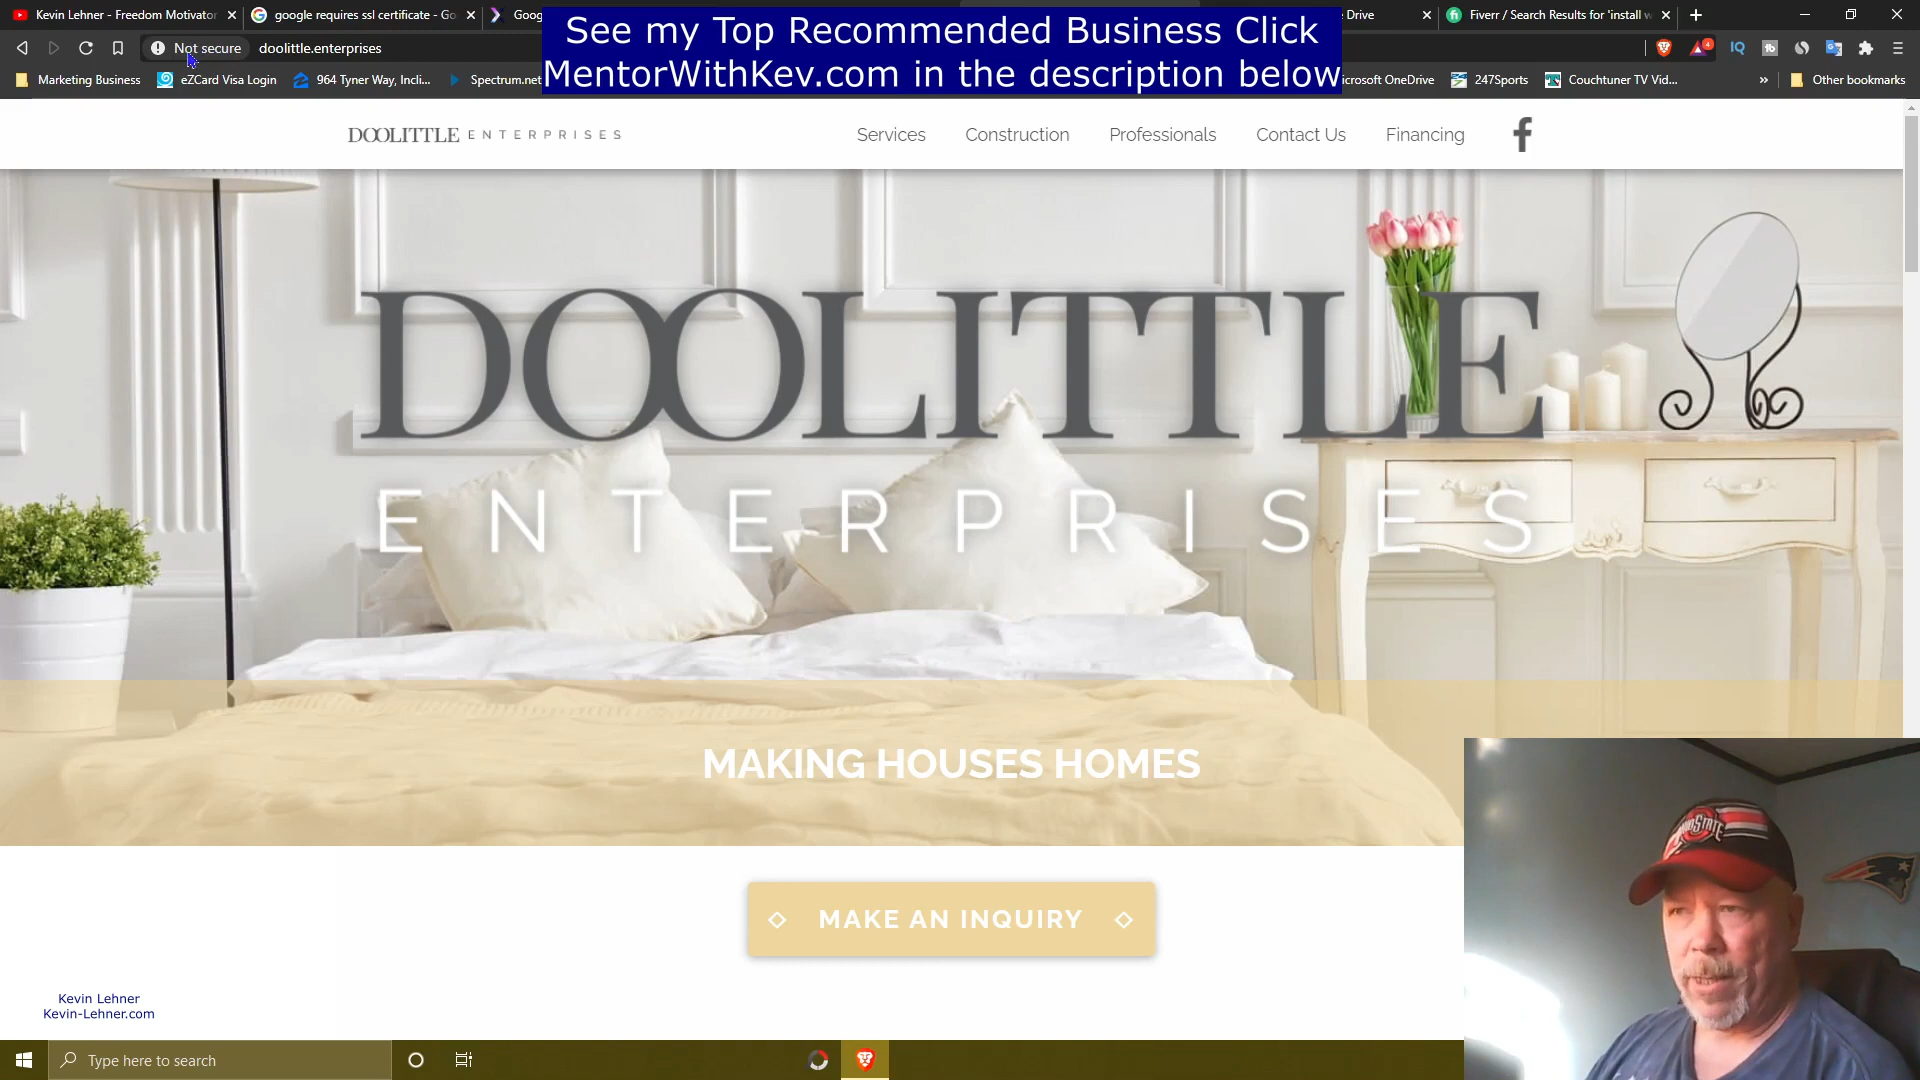 Kevin Lehner - Freedom Motivator
google requires ssl certificate - Go
Goog
Drive
Fiverr / Search Results for 'install w
See my Top Recommended Business Click
MentorWithKev.com in the description below
Not secure
doolittle.enterprises
4
IQ
Marketing Business
eZCard Visa Login
964 Tyner Way, Incli...
Spectrum.net
icrosoft OneDrive
247Sports
Couchtuner TV Vid...
»
Other bookmarks
DOOLITTLE ENTERPRISES
Services
Construction
Professionals
Contact Us
Financing
DOOLITTLE
ENTERPRISES
MAKING HOUSES HOMES
MAKE AN INQUIRY
Kevin Lehner
Kevin-Lehner.com
Type here to search